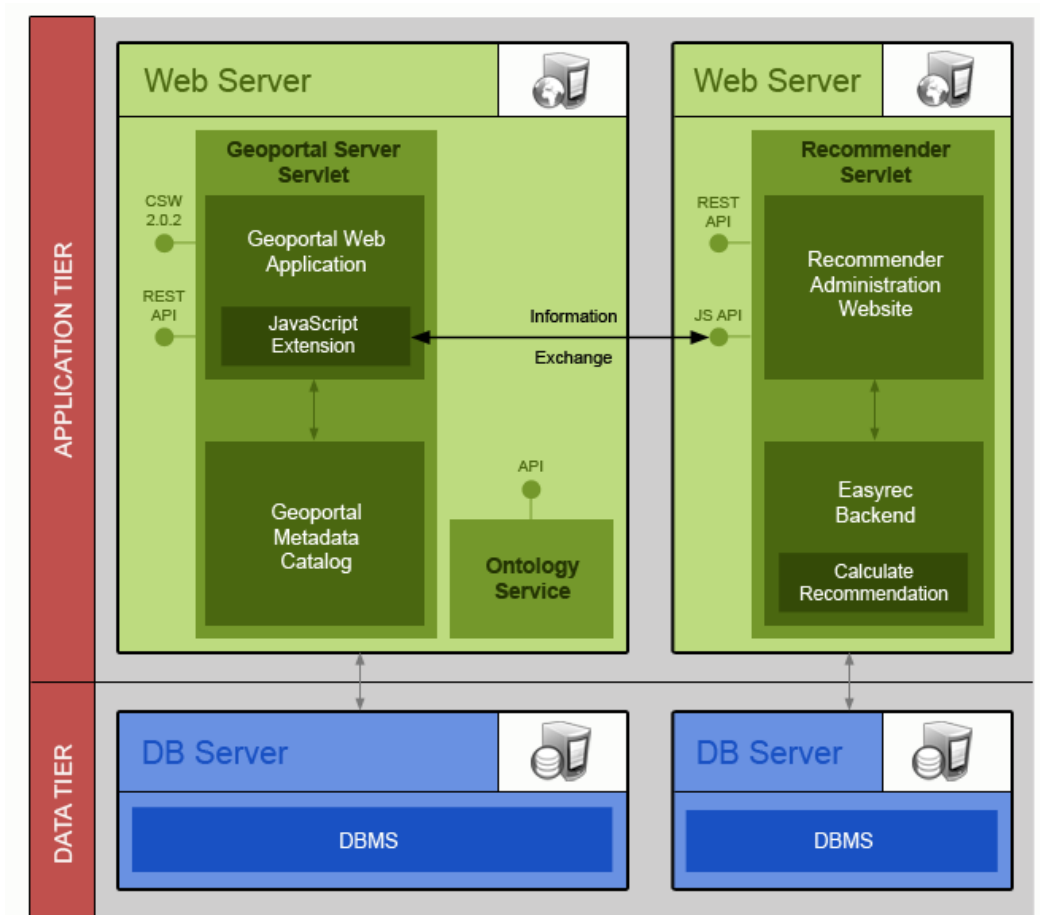 APPLICATION TIER
Web Server
Geoportal Server
Servlet
CSW
2.0.2
REST
API
Geoportal Web
Application
JavaScript
Extension
Geoportal
Metadata
Catalog
API
Ontology
Service
Information
Exchange
Web Server
Recommender
Servlet
REST
API
JS API
Recommender
Administration
Website
Easyrec
Backend
Calculate
Recommendation
DATA TIER
DB Server
DBMS
DB Server
DBMS